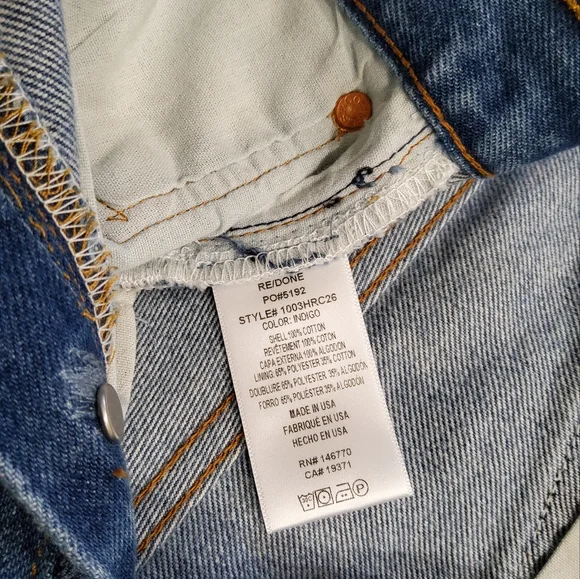 RE/DONE
PO#5192
STYLE# 1003HRC26
COLOR: INDIGO
SHELL 100% COTTON
REVÊTEMENT 100% COTON
CAPA EXTERNA 100% ALGODON
LINING: 65% POLYESTER 35% COTTON
DOUBLURE 65% POLYESTER 35% ALGODON
FORRO 65% POLIÉSTER 35% ALGODON
MADE IN USA
FABRIQUÉ EN USA
HECHO EN USA
RN# 146770
CA# 19371
P